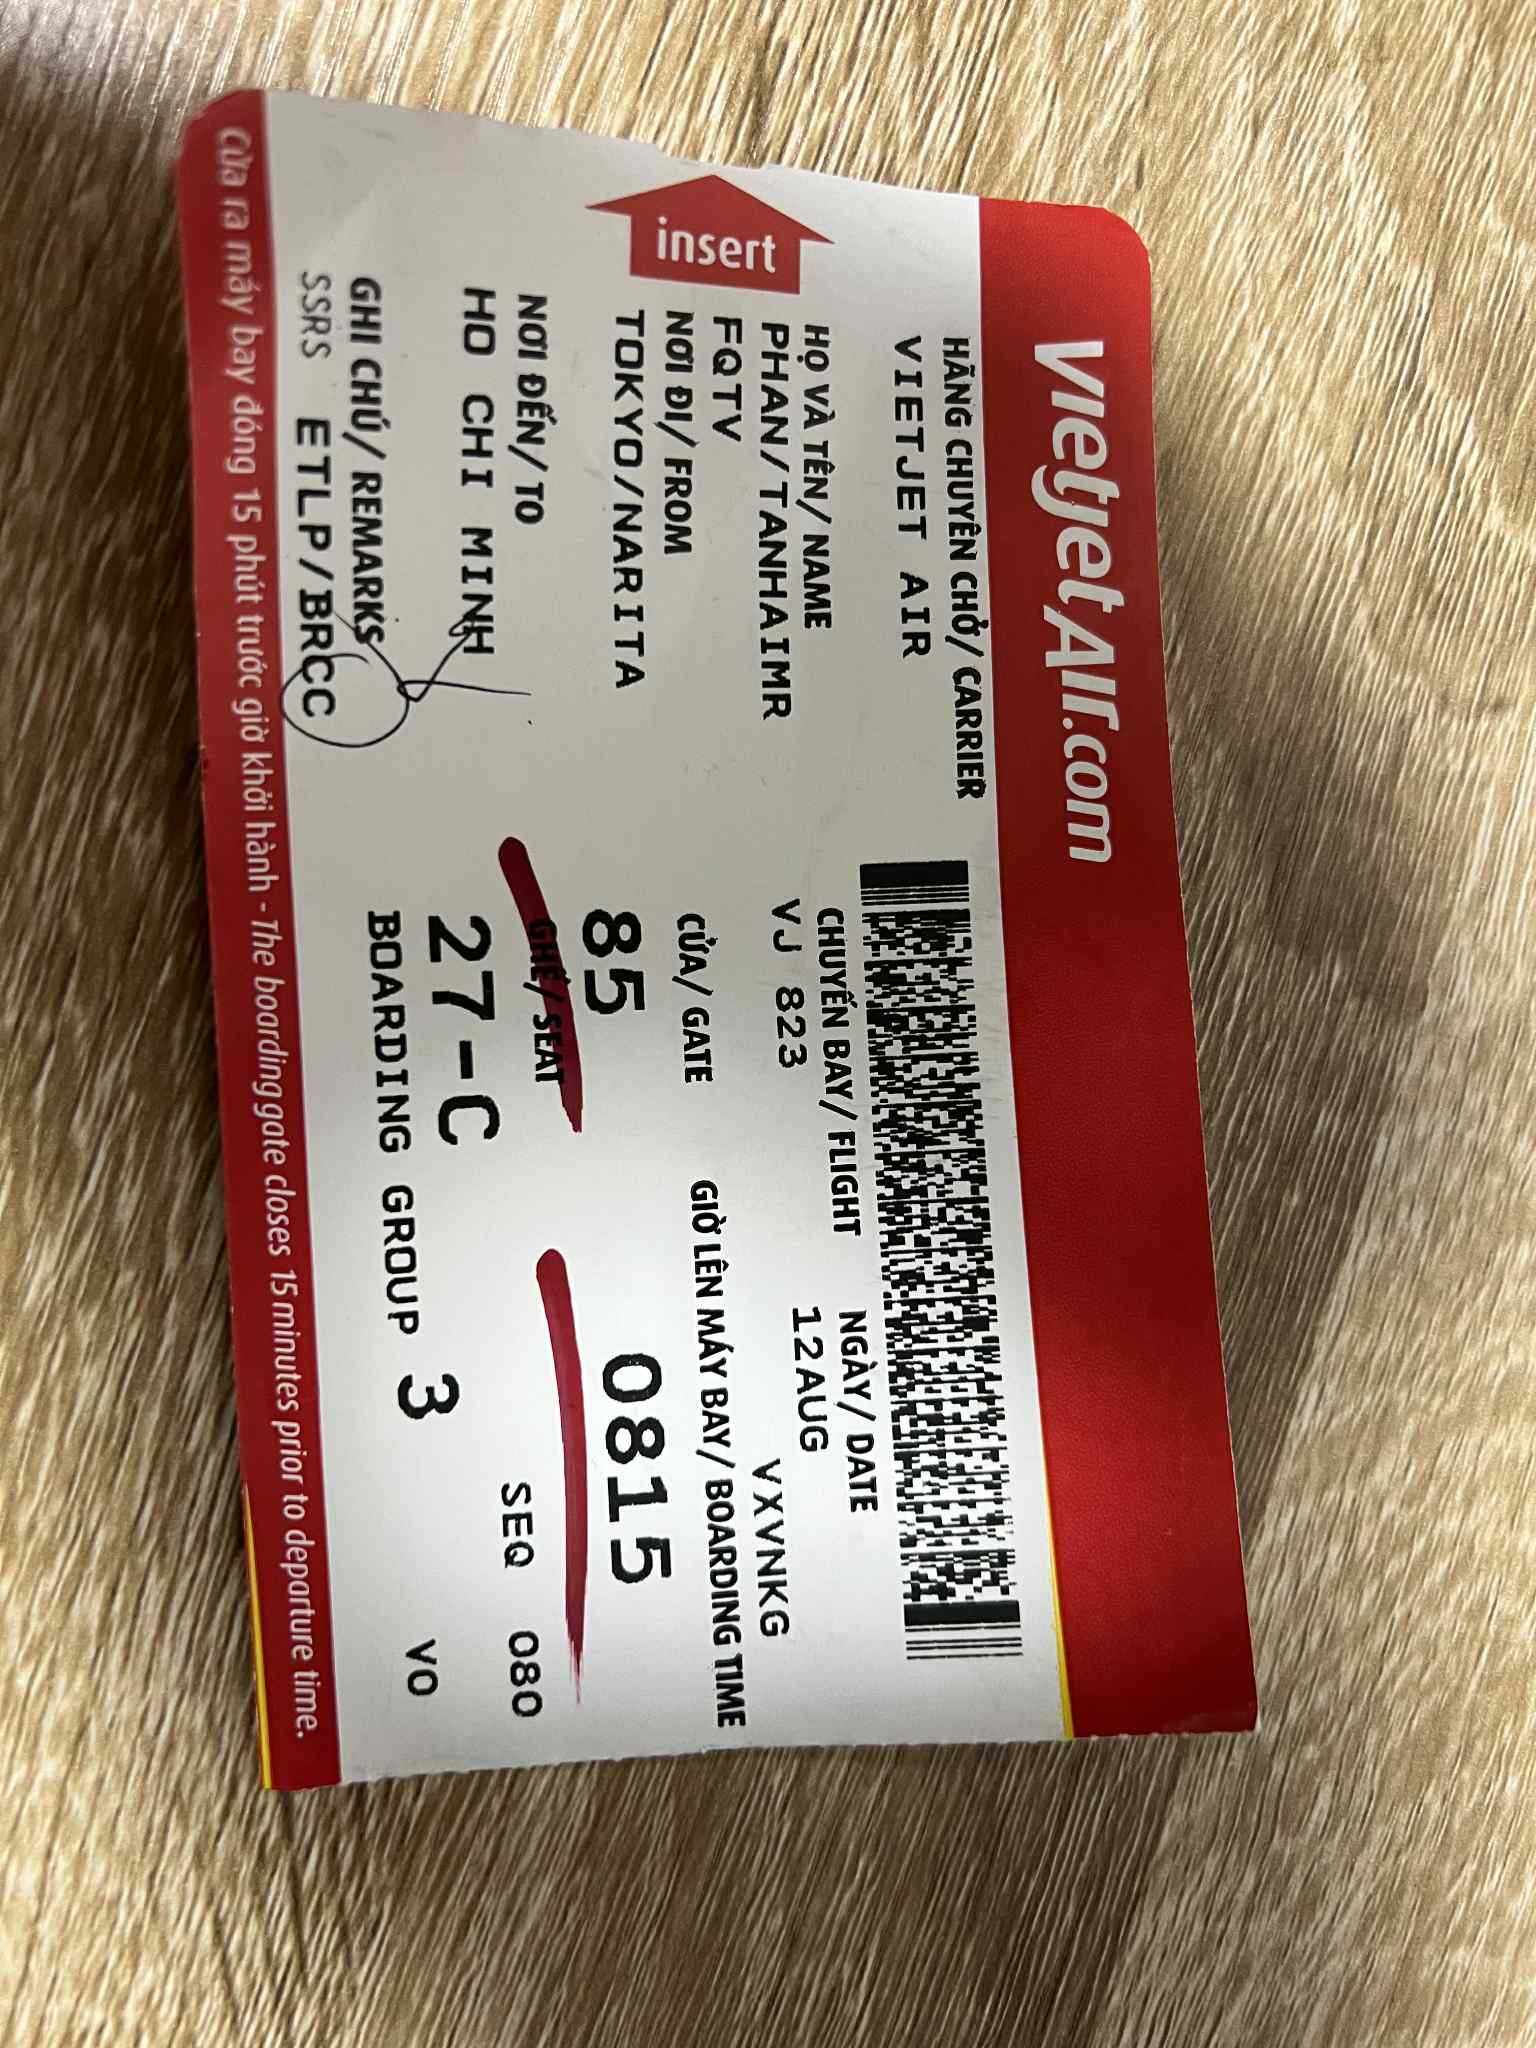 vietjetAir.com
insert
HÃNG CHUYÊN CHỞ/ CARRIER
VIETJET AIR
HỌ VÀ TÊN/ NAME
PHAN/TANHAIMR
FQTV
NƠI ĐI/ FROM
TOKYO/NARITA
NƠI ĐẾN/ TO
HO CHI MINH
GHI CHÚ/ REMARKS
SSRS ETLP/BRCC
CHUYẾN BAY/ FLIGHT
VJ 823
NGÀY/ DATE
12AUG
VXVNKG
CỬA/ GATE
85
GIỜ LÊN MÁY BAY/ BOARDING TIME
0815
GHẾ/ SEAT
27-C
SEQ 080
BOARDING GROUP 3 VO
Cửa ra máy bay đóng 15 phút trước giờ khởi hành - The boarding gate closes 15 minutes prior to departure time.